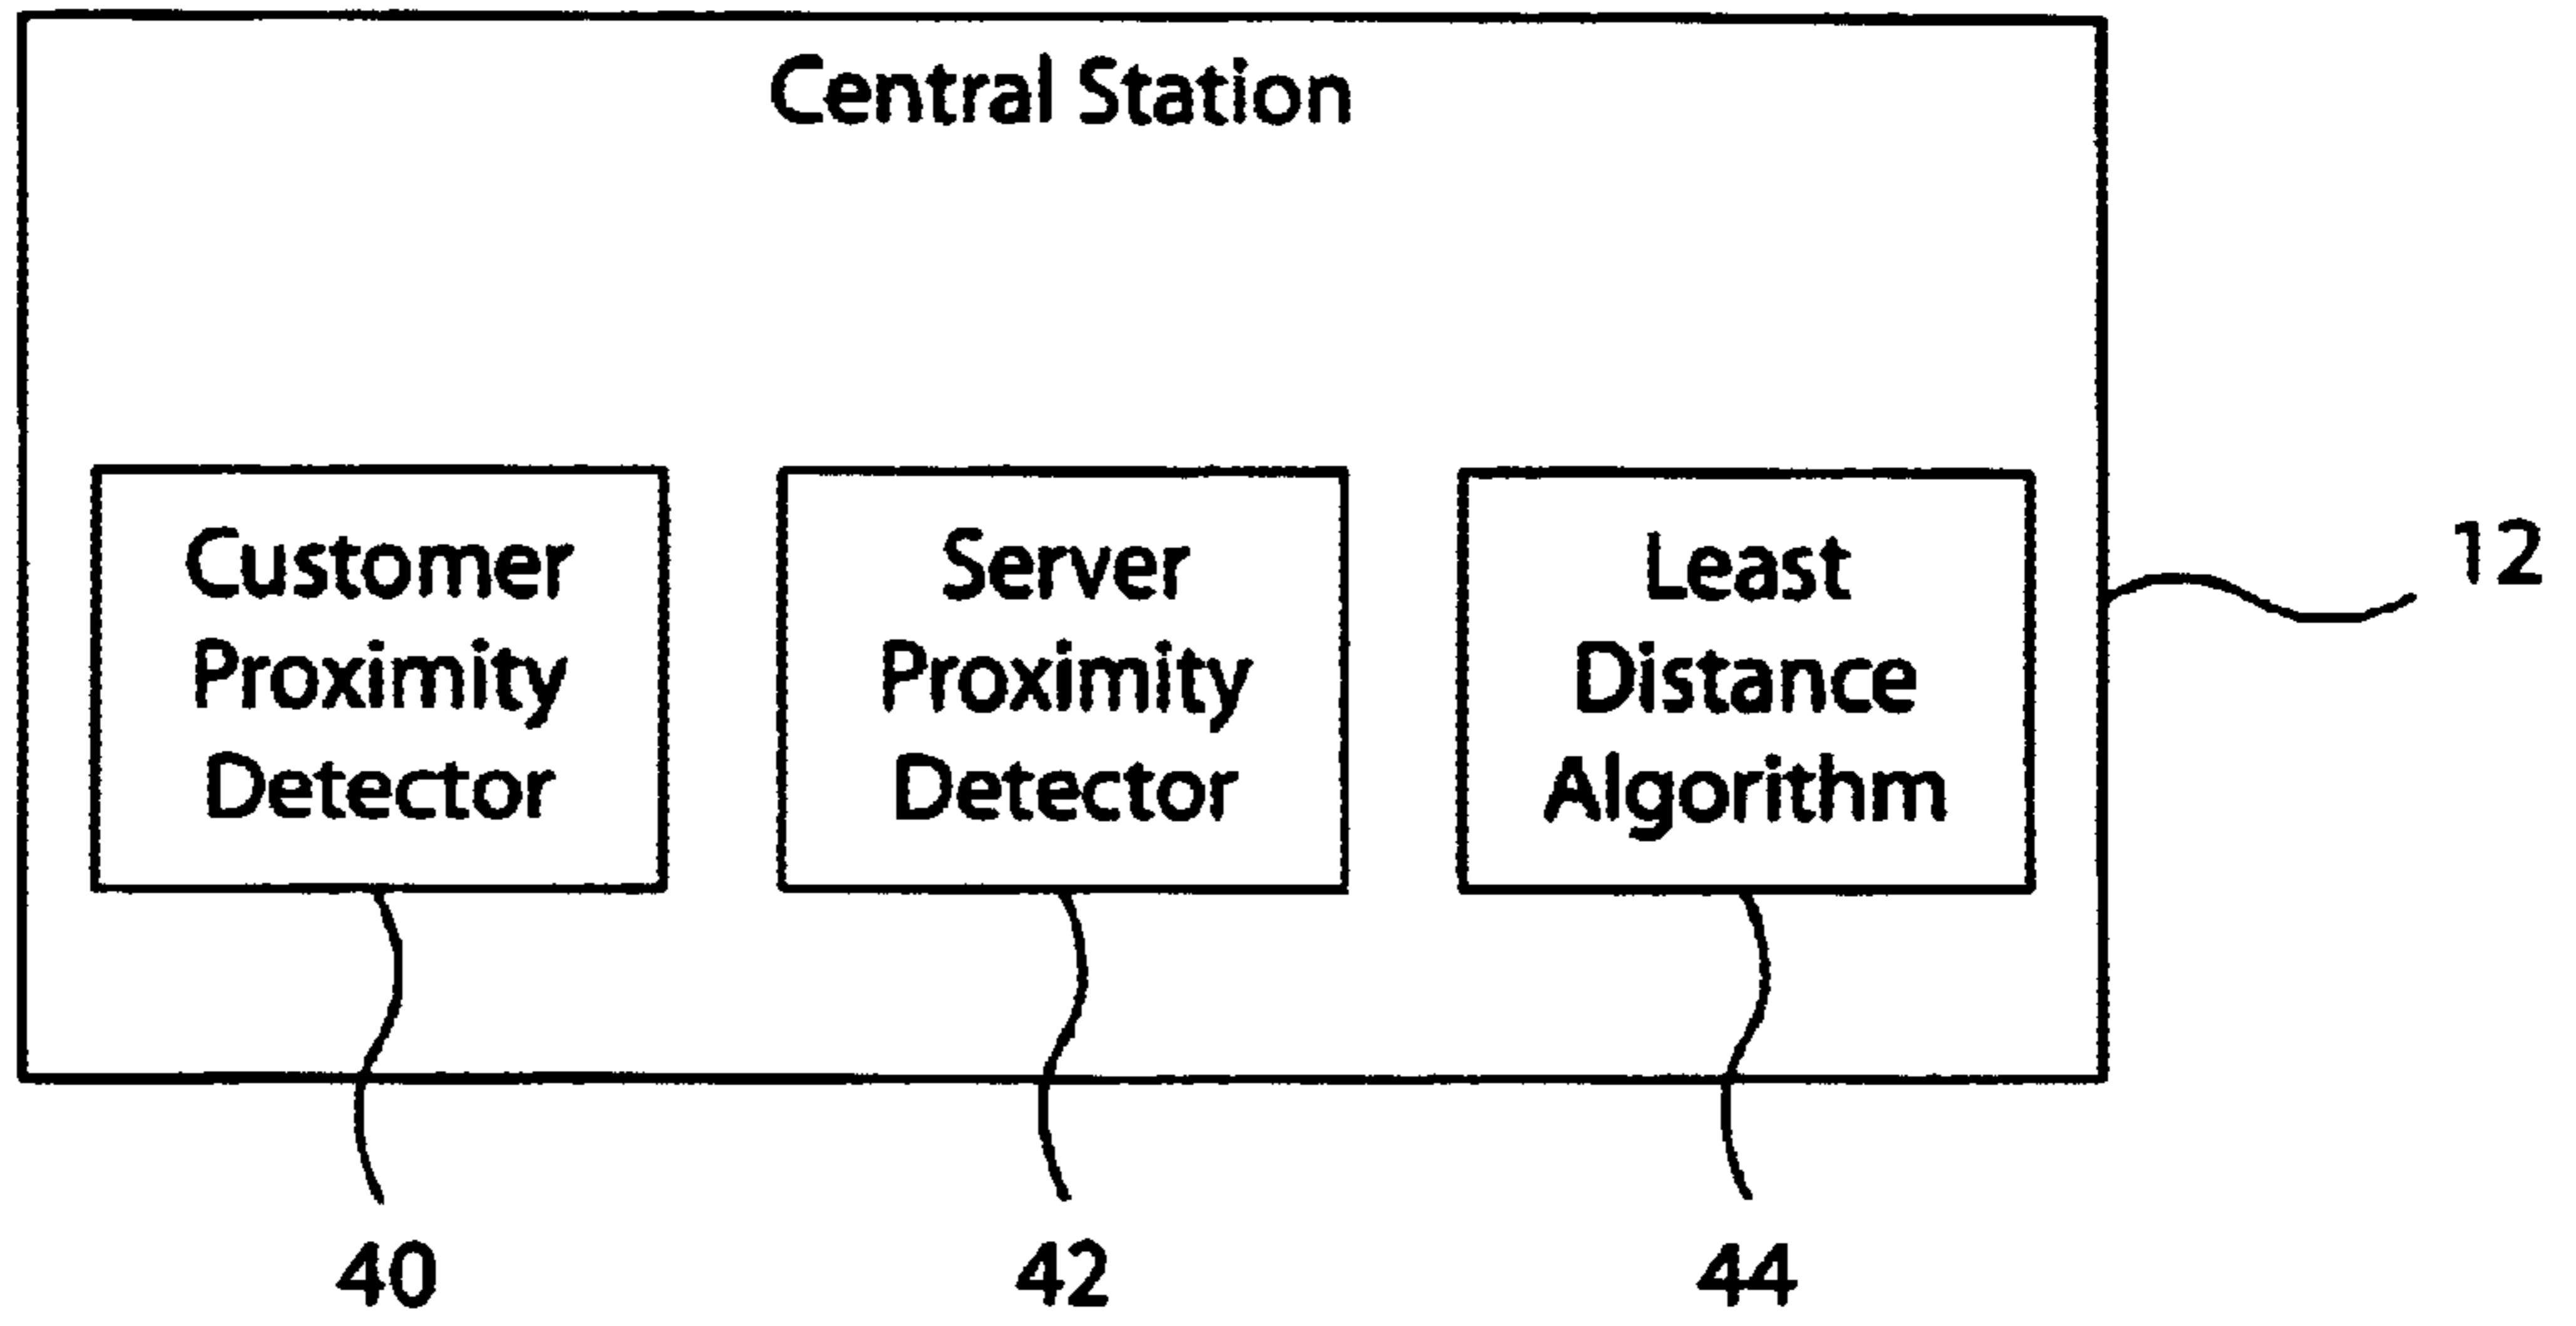 Central Station
Customer
Proximity
Detector
Server
Proximity
Detector
Least
Distance
Algorithm
12
40
42
44